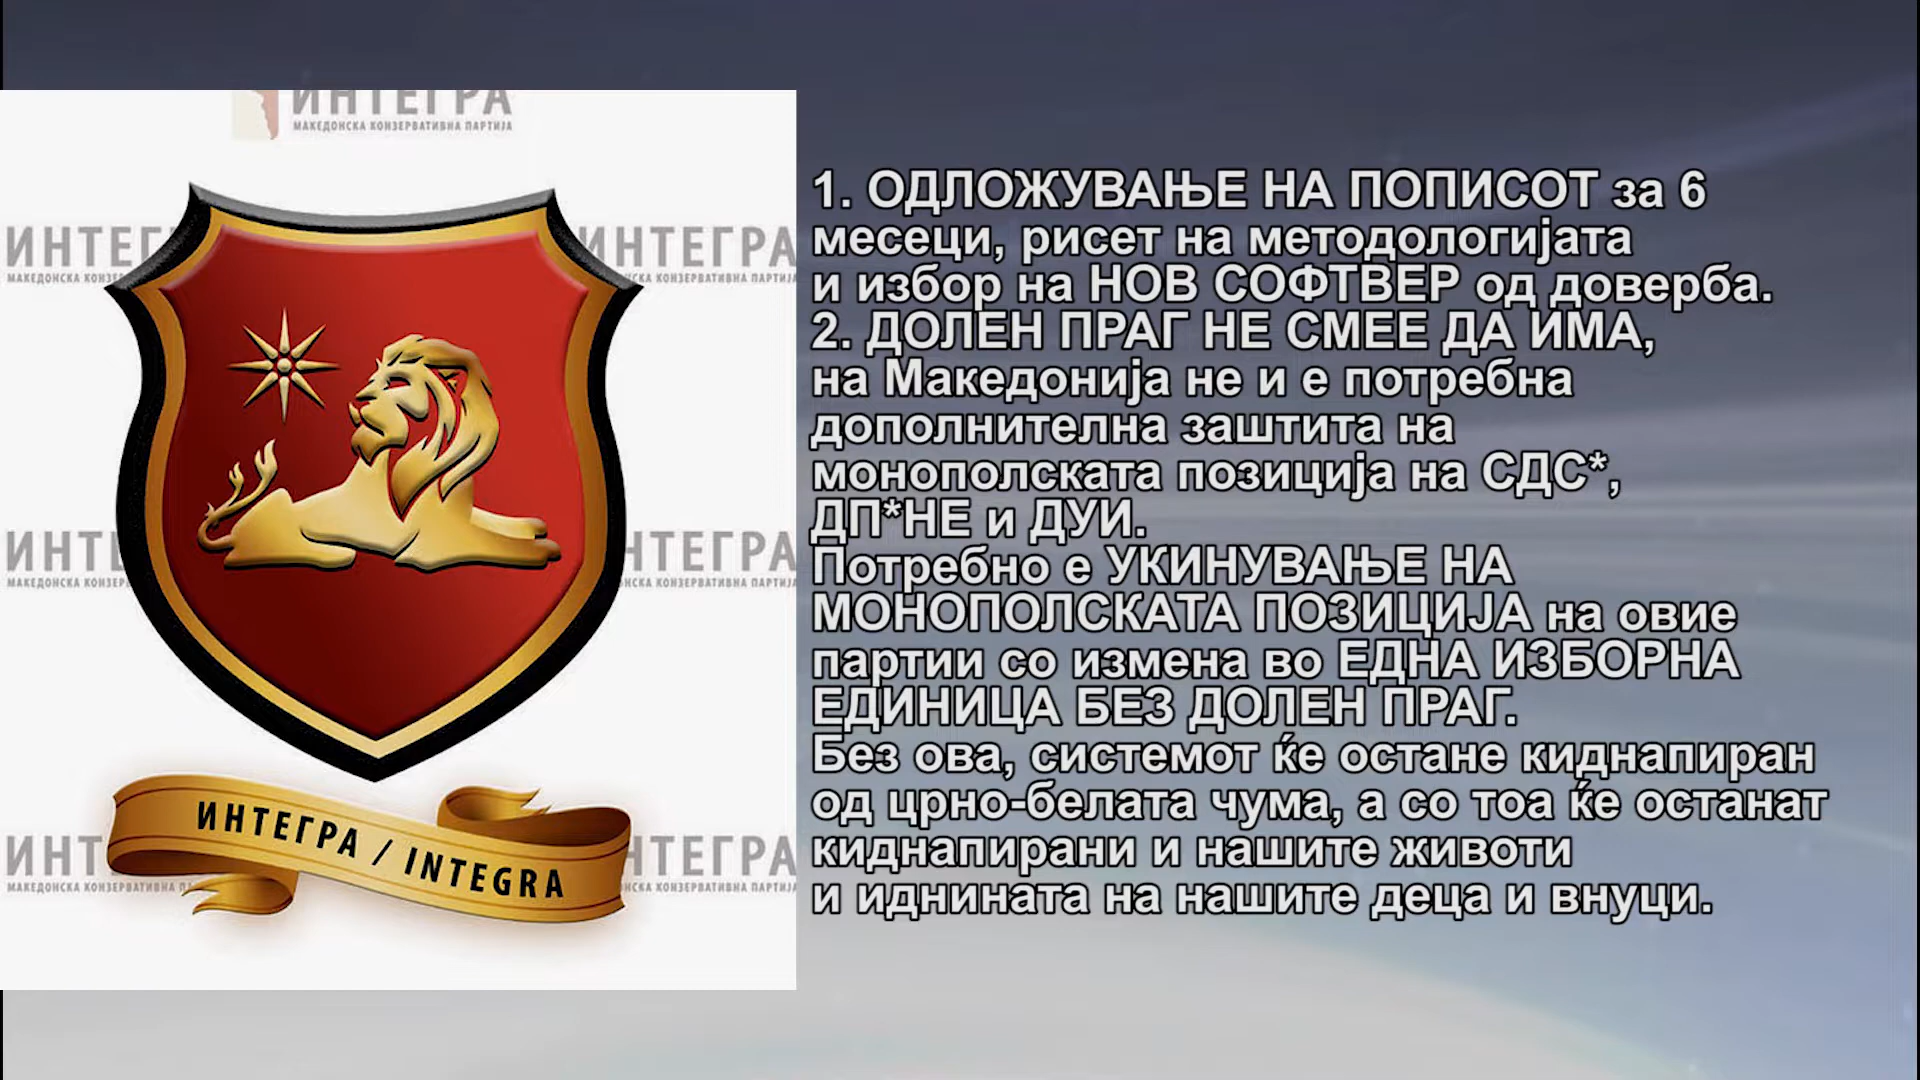 ИНТЕГРА
МАКЕДОНСКА КОНЗЕРВАТИВНА ПАРТИЈА
ИНТЕГРА / INTEGRA
1. ОДЛОЖУВАЊЕ НА ПОПИСОТ за 6
месеци, рисет на методологијата
и избор на НОВ СОФТВЕР од доверба.
2. ДОЛЕН ПРАГ НЕ СМЕЕ ДА ИМА,
на Македонија не и е потребна
дополнителна заштита на
монополската позиција на СДС*,
ДП*НЕ и ДУИ.
Потребно е УКИНУВАЊЕ НА
МОНОПОЛСКАТА ПОЗИЦИЈА на овие
партии со измена во ЕДНА ИЗБОРНА
ЕДИНИЦА БЕЗ ДОЛЕН ПРАГ.
Без ова, системот ќе остане киднапиран
од црно-белата чума, а со тоа ќе останат
киднапирани и нашите животи
и иднината на нашите деца и внуци.